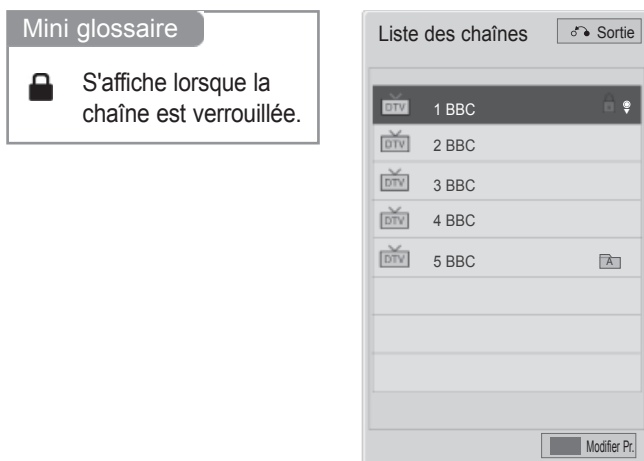 Mini glossaire
S'affiche lorsque la
chaîne est verrouillée.
Liste des chaînes
Sortie
DTV 1 BBC
DTV 2 BBC
DTV 3 BBC
DTV 4 BBC
DTV 5 BBC A
Modifier Pr.